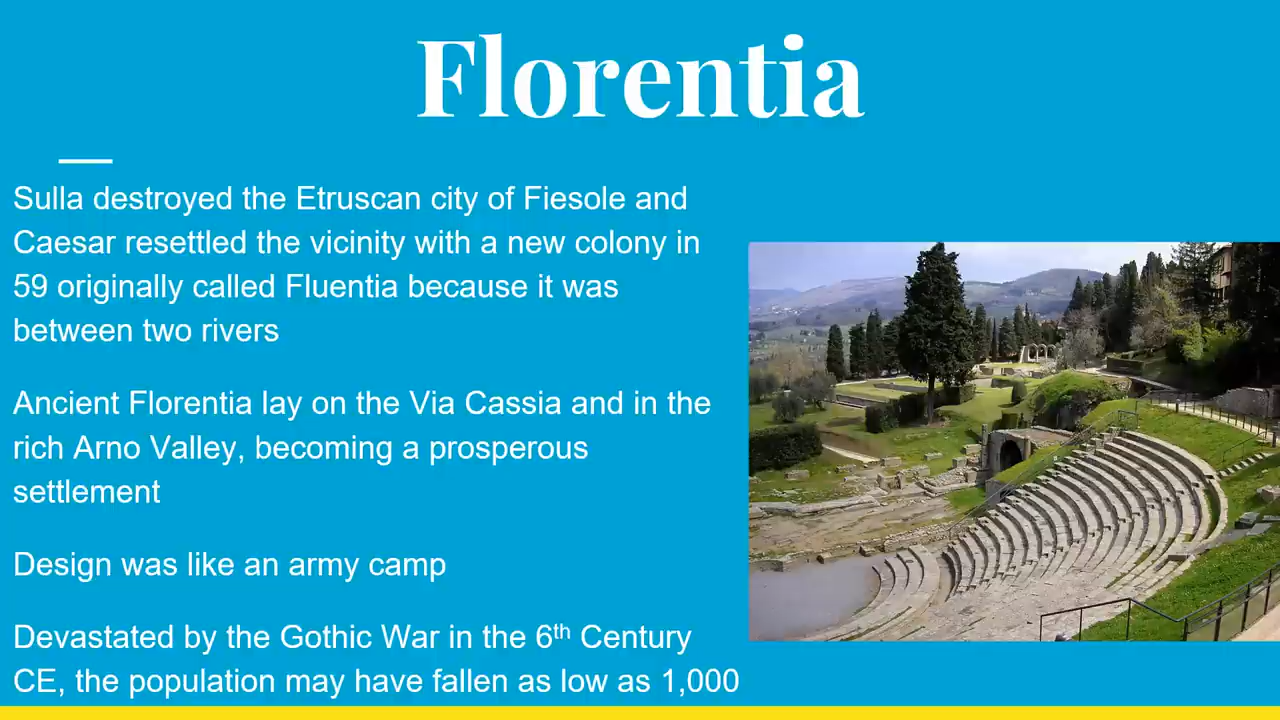 Florentia
Sulla destroyed the Etruscan city of Fiesole and
Caesar resettled the vicinity with a new colony in
59 originally called Fluentia because it was
between two rivers
Ancient Florentia lay on the Via Cassia and in the
rich Arno Valley, becoming a prosperous
settlement
Design was like an army camp
Devastated by the Gothic War in the 6th Century
CE, the population may have fallen as low as 1,000